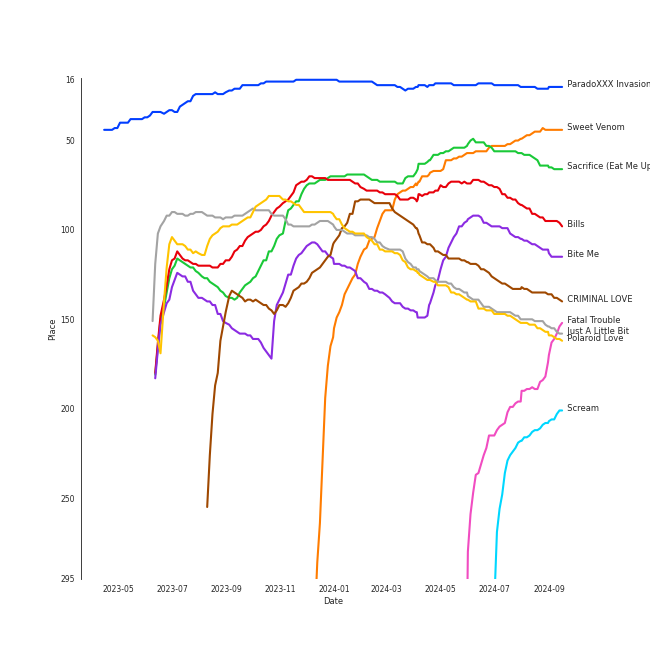 16
50
100
150
200
250
295
Place
2023-05
2023-07
2023-09
2023-11
2024-01
2024-03
2024-05
2024-07
2024-09
Date
ParadoXXX Invasion
Sweet Venom
Sacrifice (Eat Me Up
Bills
Bite Me
CRIMINAL LOVE
Fatal Trouble
Just A Little Bit
Polaroid Love
Scream